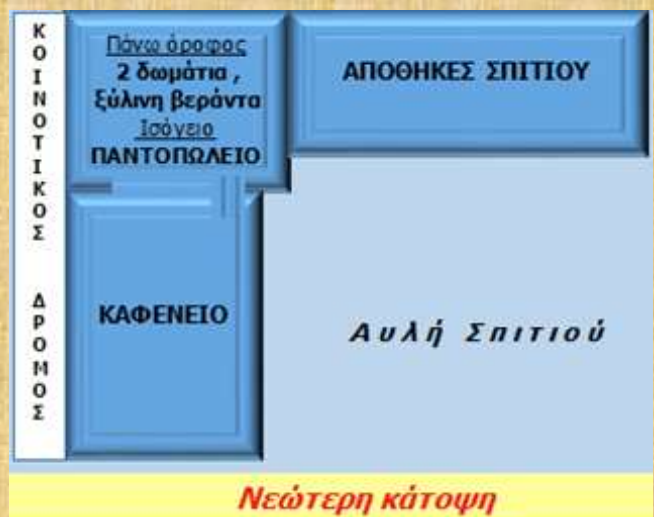 ΚΟΙΝΟΤΙΚΟΣ ΔΡΟΜΟΣ
Πάνω όροφος
2 δωμάτια ,
ξύλινη βεράντα
Ισόγειο
ΠΑΝΤΟΠΩΛΕΙΟ
ΑΠΟΘΗΚΕΣ ΣΠΙΤΙΟΥ
ΚΑΦΕΝΕΙΟ
Αυλή Σπιτιού
Νεώτερη κάτοψη